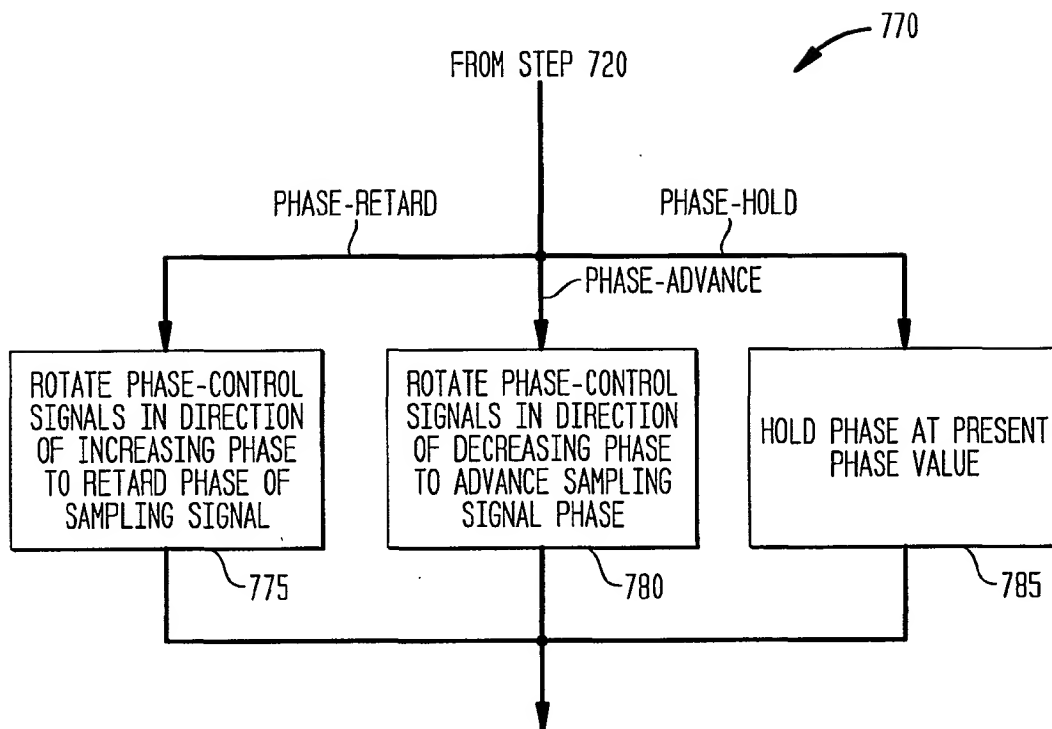 770
FROM STEP 720
PHASE-RETARD
PHASE-HOLD
PHASE-ADVANCE
ROTATE PHASE-CONTROL
SIGNALS IN DIRECTION
OF INCREASING PHASE
TO RETARD PHASE OF
SAMPLING SIGNAL
ROTATE PHASE-CONTROL
SIGNALS IN DIRECTION
OF DECREASING PHASE
TO ADVANCE SAMPLING
SIGNAL PHASE
HOLD PHASE AT PRESENT
PHASE VALUE
775
780
785